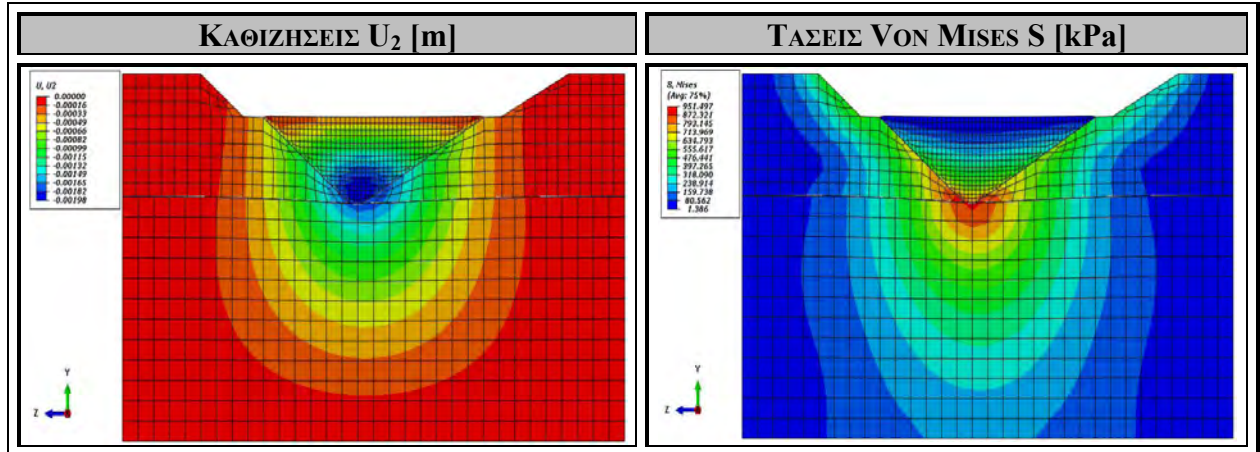 ΚΑΘΙΖΗΣΕΙΣ U2 [m]
ΤΑΣΕΙΣ VON MISES S [kPa]
U, U2
0.00000
-0.00016
-0.00033
-0.00049
-0.00066
-0.00082
-0.00099
-0.00115
-0.00132
-0.00149
-0.00165
-0.00182
-0.00198
Y
Z
S, Mises
(Avg: 75%)
951.497
872.321
793.145
713.969
634.793
555.617
476.441
397.265
318.090
238.914
159.738
80.562
1.386
Y
Z